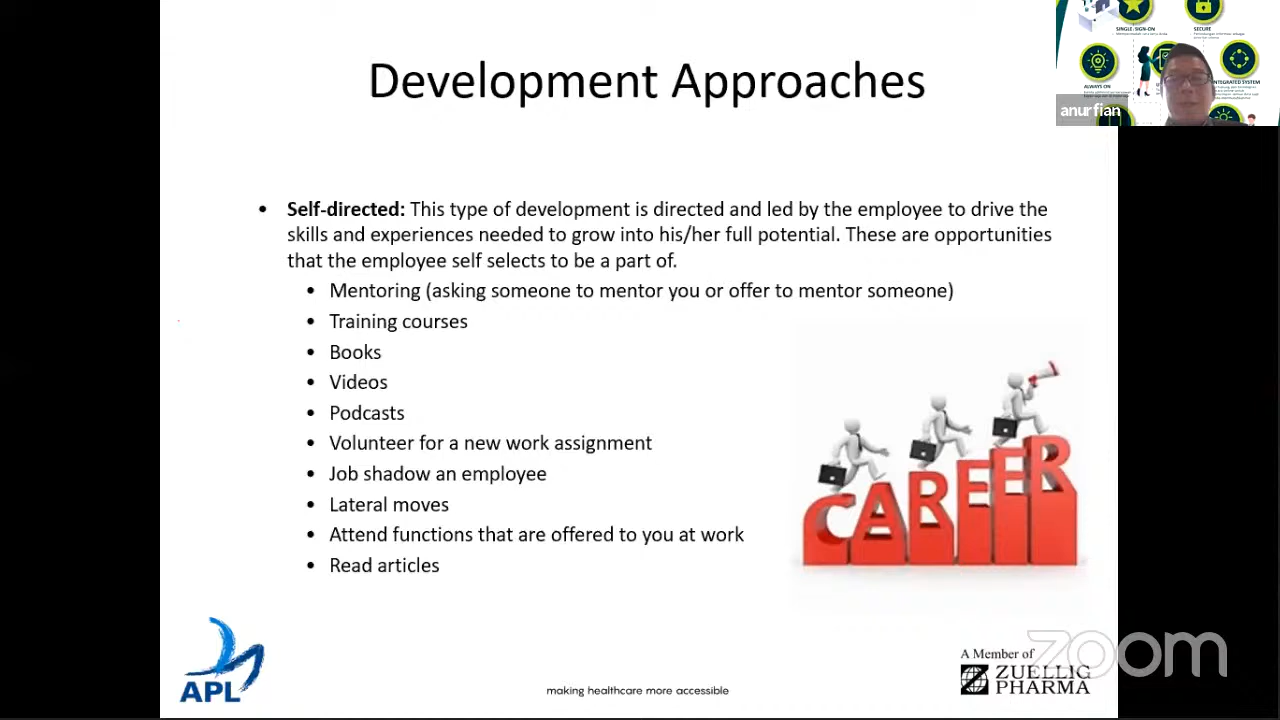 Development Approaches
• Self-directed: This type of development is directed and led by the employee to drive the
skills and experiences needed to grow into his/her full potential. These are opportunities
that the employee self selects to be a part of.
• Mentoring (asking someone to mentor you or offer to mentor someone)
• Training courses
• Books
• Videos
• Podcasts
• Volunteer for a new work assignment
• Job shadow an employee
• Lateral moves
• Attend functions that are offered to you at work
• Read articles
CAREER
APL
making healthcare more accessible
A Member of
ZUELLIG
PHARMA
zoom
SINGLE-SIGN-ON
SECURE
ALWAYS ON
INTEGRATED SYSTEM
anurfian